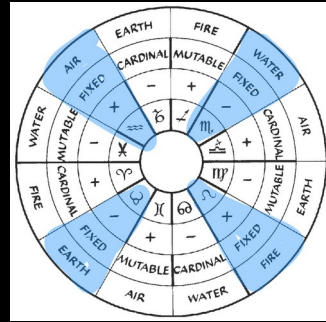 EARTH CARDINAL − ♑
FIRE MUTABLE + ♐
WATER FIXED − ♏
AIR CARDINAL + ♎
EARTH MUTABLE − ♍
FIRE FIXED + ♌
WATER CARDINAL − ♋
AIR MUTABLE + ♊
EARTH FIXED − ♉
FIRE CARDINAL + ♈
WATER MUTABLE − ♓
AIR FIXED + ♒